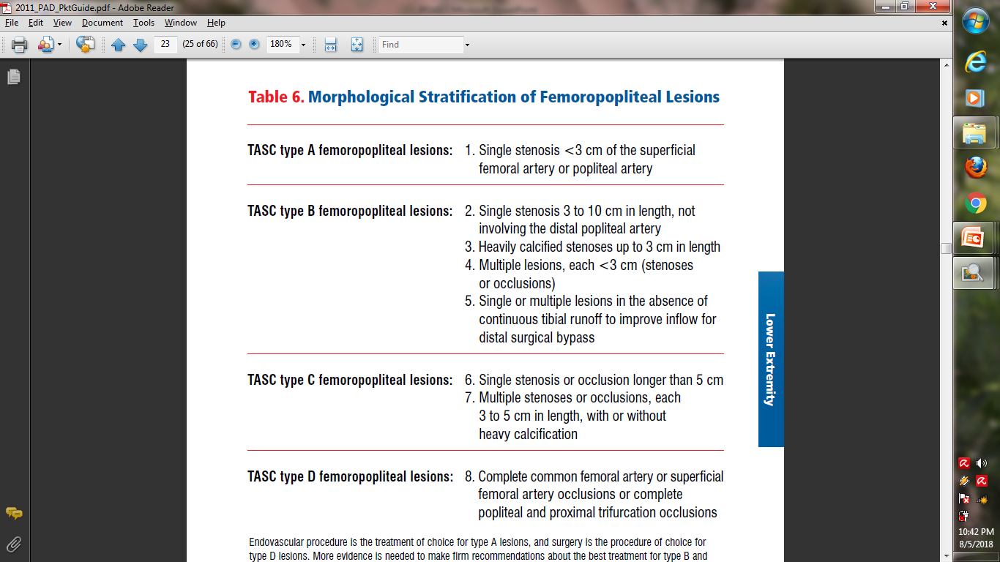 2011_PAD_PktGuide.pdf - Adobe Reader
File Edit View Document Tools Window Help
23 (25 of 66) 180% Find
Table 6. Morphological Stratification of Femoropopliteal Lesions
TASC type A femoropopliteal lesions: 1. Single stenosis <3 cm of the superficial
femoral artery or popliteal artery
TASC type B femoropopliteal lesions: 2. Single stenosis 3 to 10 cm in length, not
involving the distal popliteal artery
3. Heavily calcified stenoses up to 3 cm in length
4. Multiple lesions, each <3 cm (stenoses
or occlusions)
5. Single or multiple lesions in the absence of
continuous tibial runoff to improve inflow for
distal surgical bypass
TASC type C femoropopliteal lesions: 6. Single stenosis or occlusion longer than 5 cm
7. Multiple stenoses or occlusions, each
3 to 5 cm in length, with or without
heavy calcification
TASC type D femoropopliteal lesions: 8. Complete common femoral artery or superficial
femoral artery occlusions or complete
popliteal and proximal trifurcation occlusions
Endovascular procedure is the treatment of choice for type A lesions, and surgery is the procedure of choice for
type D lesions. More evidence is needed to make firm recommendations about the best treatment for type B and
Lower Extremity
10:42 PM
8/5/2018